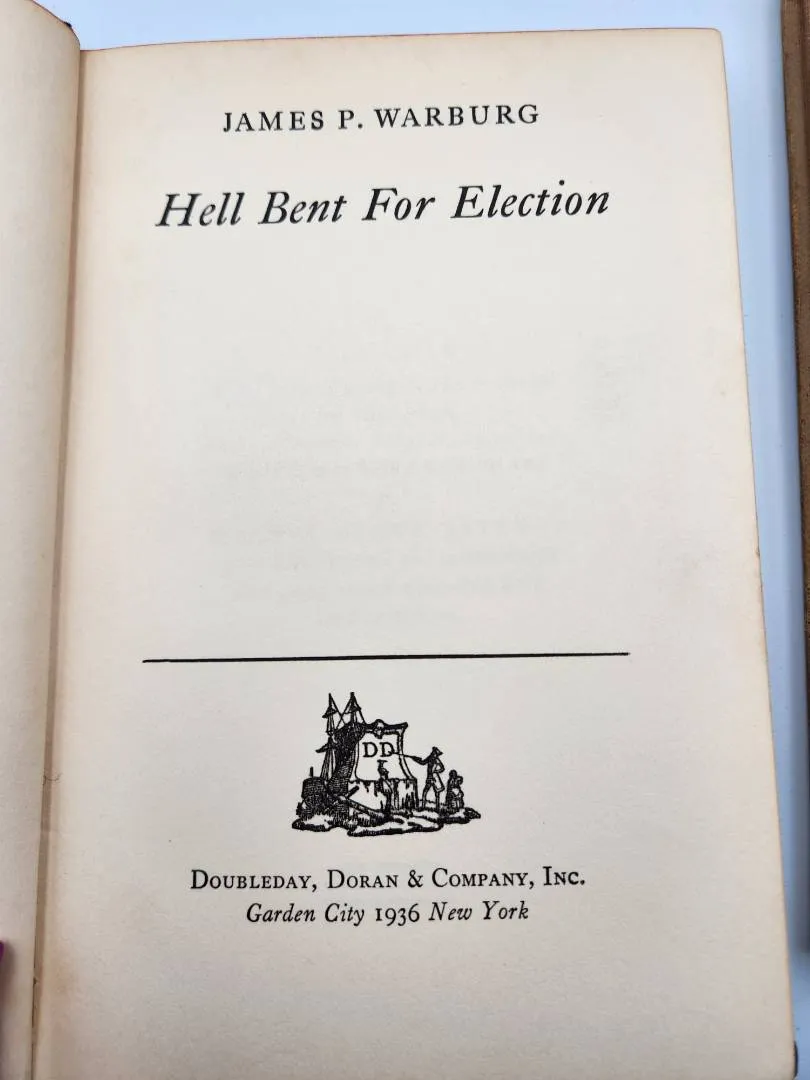 JAMES P. WARBURG
Hell Bent For Election
DD
DOUBLEDAY, DORAN & COMPANY, INC.
Garden City 1936 New York